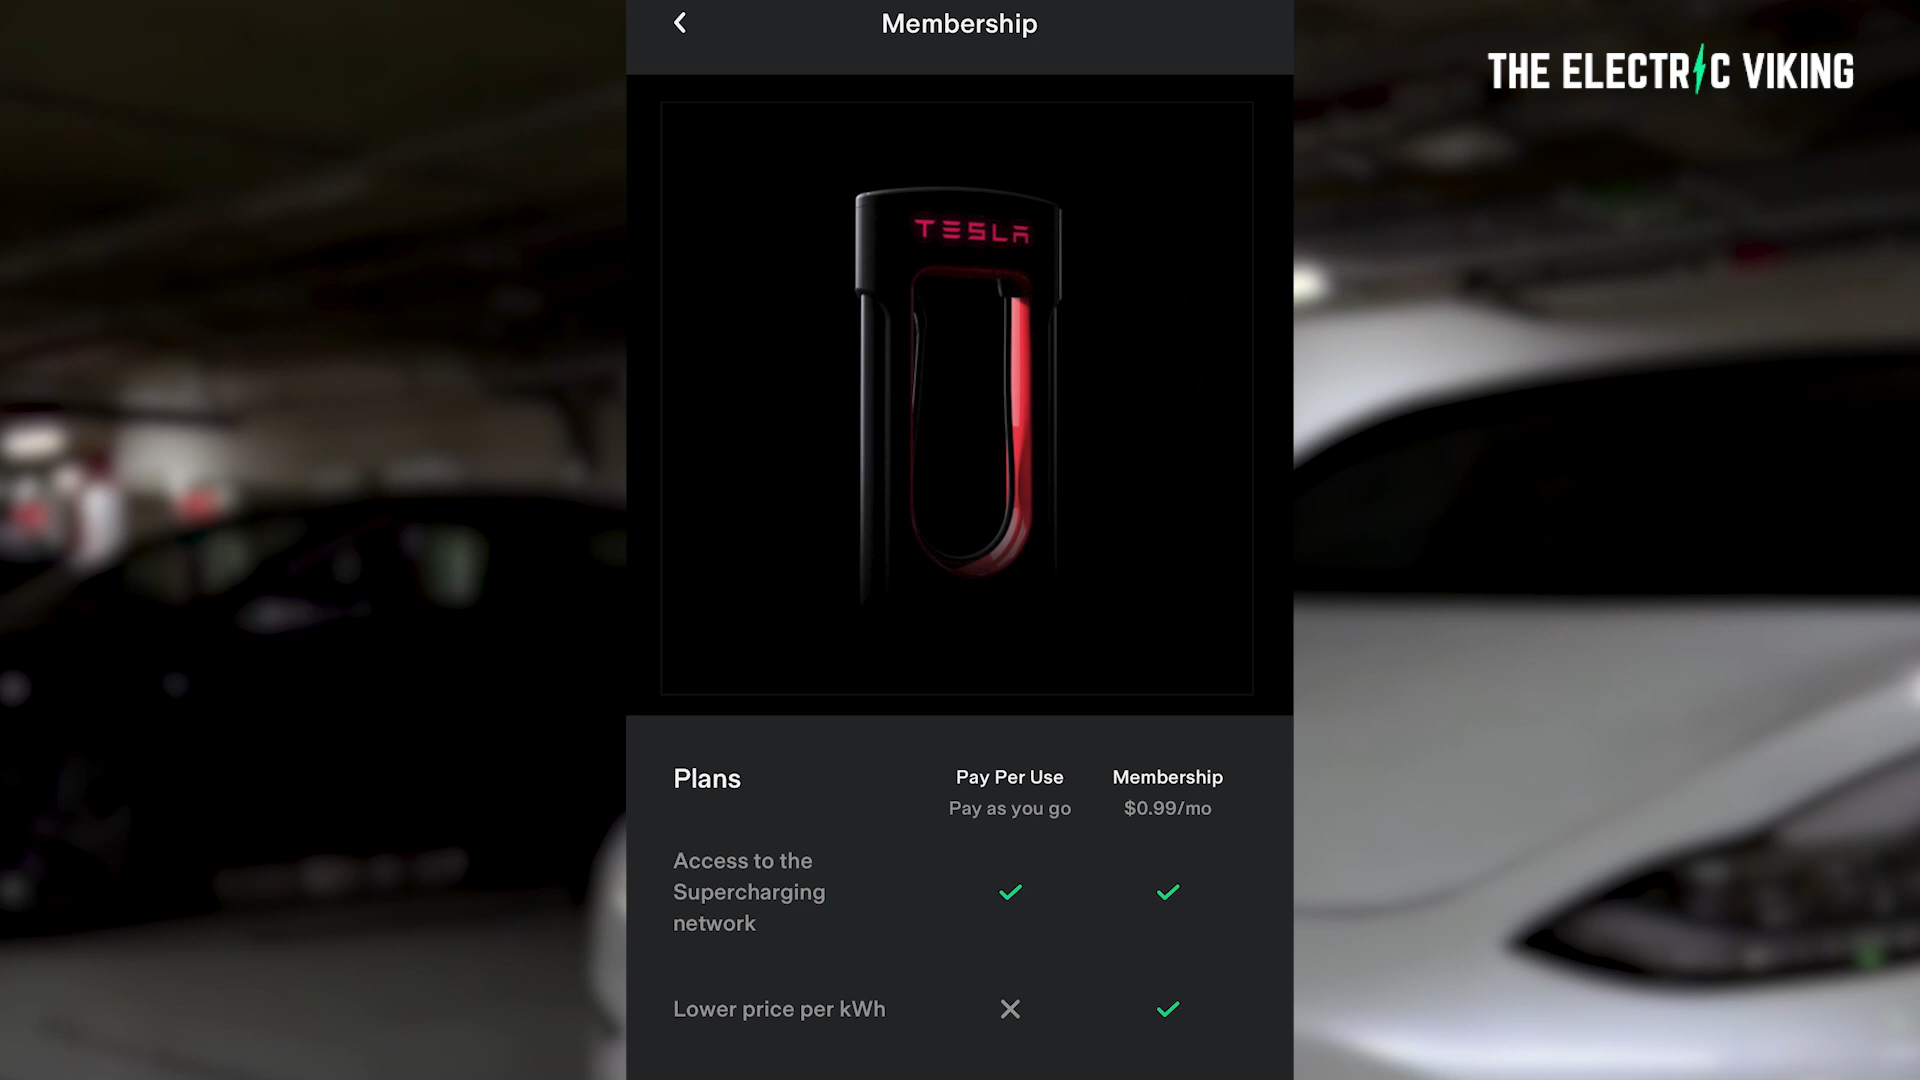 Membership
THE ELECTRIC VIKING
TESLA
Plans
Pay Per Use
Membership
Pay as you go
$0.99/mo
Access to the
Supercharging
network
Lower price per kWh